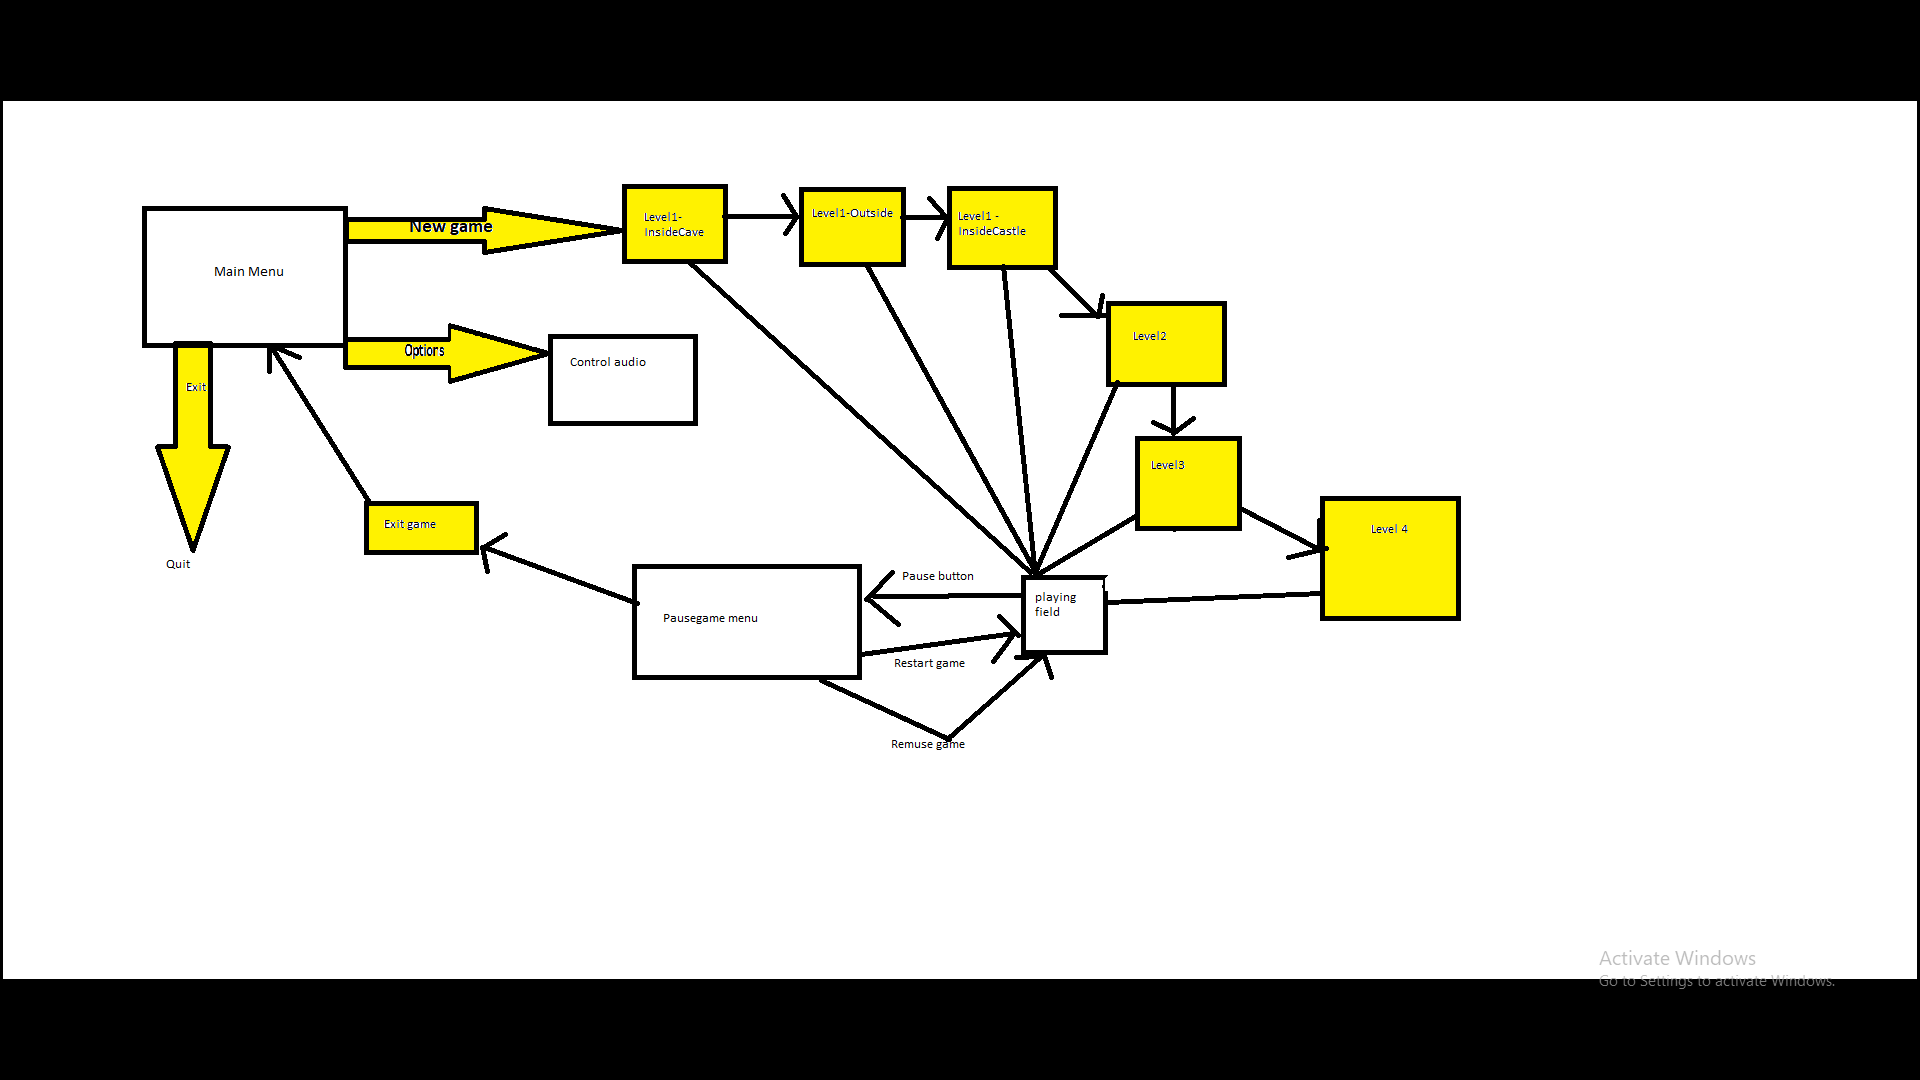 New game
Level1-
InsideCave
Level1-Outside
Level1 -
InsideCastle
Main Menu
Options
Control audio
Level2
Exit
Level3
Exit game
Level 4
Quit
Pause button
playing
field
Pausegame menu
Restart game
Remuse game
Activate Windows
Go to Settings to activate Windows.